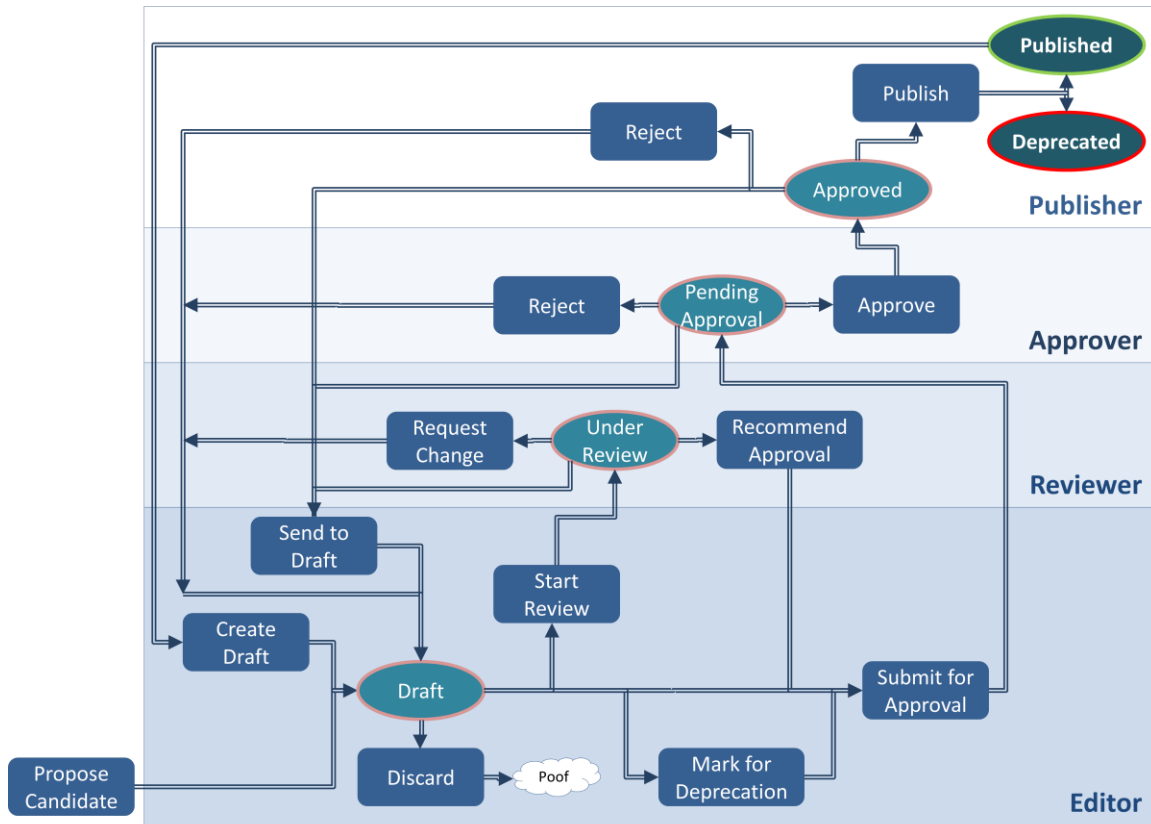 Published
Publish
Reject
Deprecated
Approved
Publisher
Pending
Approval
Reject
Approve
Approver
Request
Change
Under
Review
Recommend
Approval
Reviewer
Send to
Draft
Start
Review
Create
Draft
Draft
Submit for
Approval
Propose
Candidate
Discard
Poof
Mark for
Deprecation
Editor